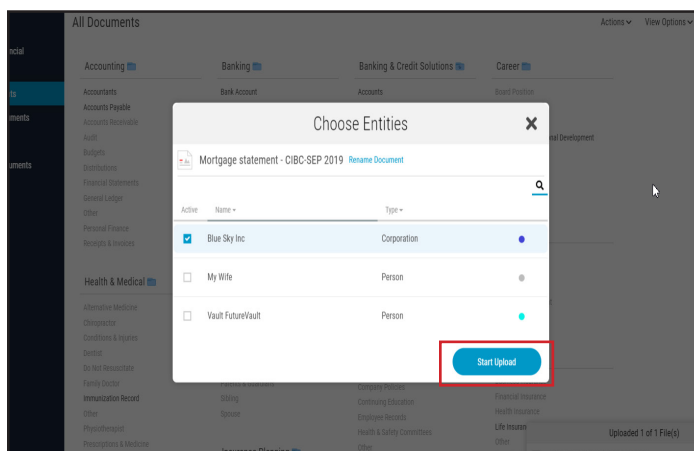 All Documents
Actions
View Options
ncial
Accounting
Banking
Banking & Credit Solutions
Career
ts
Accountants
Bank Account
Accounts
Board Position
Accounts Payable
uments
Accounts Receivable
Audit
nal Development
Budgets
Distributions
uments
Financial Statements
General Ledger
Other
Personal Finance
Receipts & Invoices
Choose Entities
Mortgage statement - CIBC-SEP 2019 Rename Document
Active Name Type
Blue Sky Inc Corporation
My Wife Person
Vault FutureVault Person
Start Upload
Health & Medical
Alternative Medicine
Chiropractor
Conditions & Injuries
Dentist
Do Not Resuscitate
Family Doctor
Company Policies
Immunization Record
Sibling
Continuing Education
Financial Insurance
Other
Spouse
Employee Records
Health Insurance
Physiotherapist
Health & Safety Committees
Life Insuran
Prescriptions & Medicine
Other
Other
Uploaded 1 of 1 File(s)